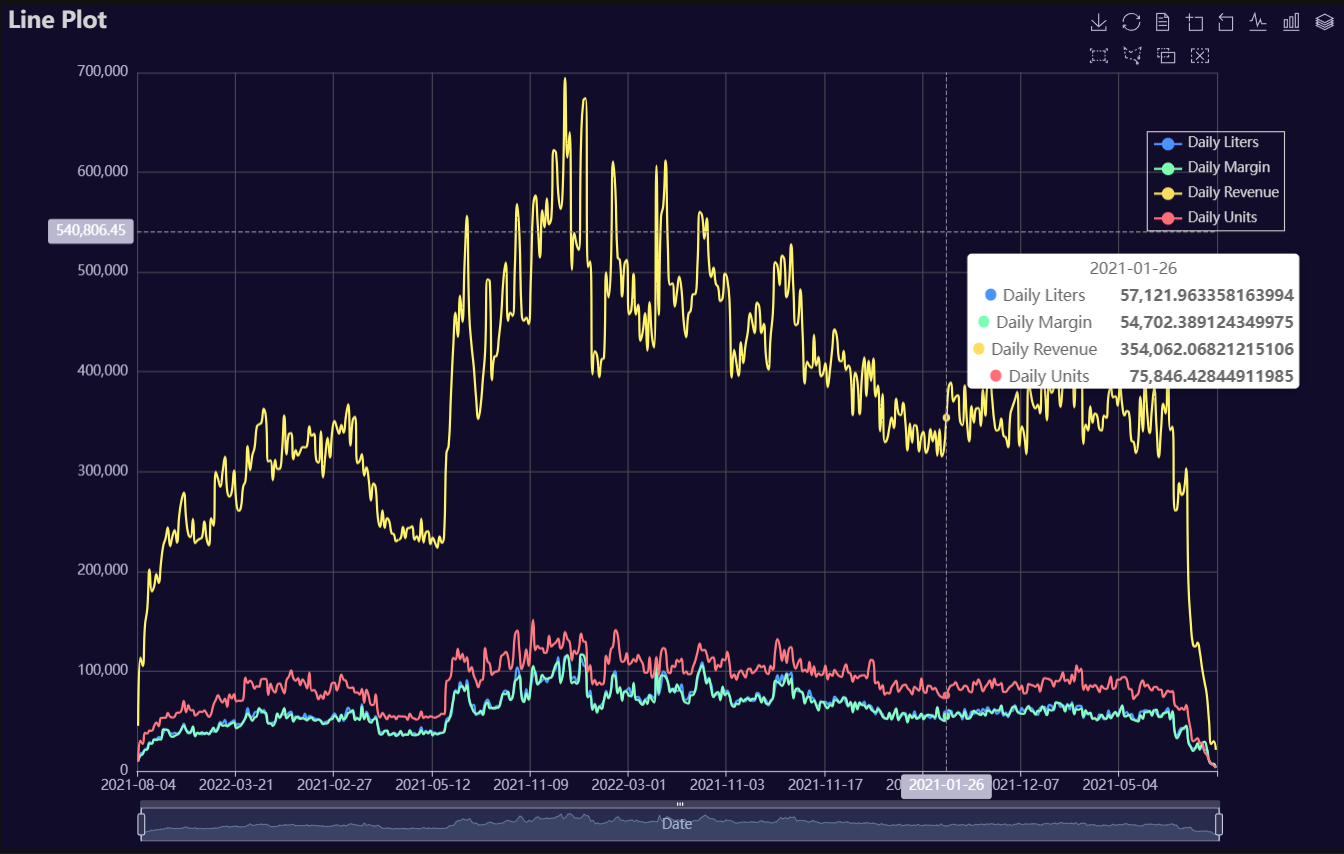 Line Plot
700,000
600,000
540,806.45
500,000
400,000
300,000
200,000
100,000
0
Daily Liters
Daily Margin
Daily Revenue
Daily Units
2021-01-26
Daily Liters 57,121.963358163994
Daily Margin 54,702.389124349975
Daily Revenue 354,062.06821215106
Daily Units 75,846.42844911985
2021-08-04 2022-03-21 2021-02-27 2021-05-12 2021-11-09 2022-03-01 2021-11-03 2021-11-17 2021-01-26 2021-05-04
Date